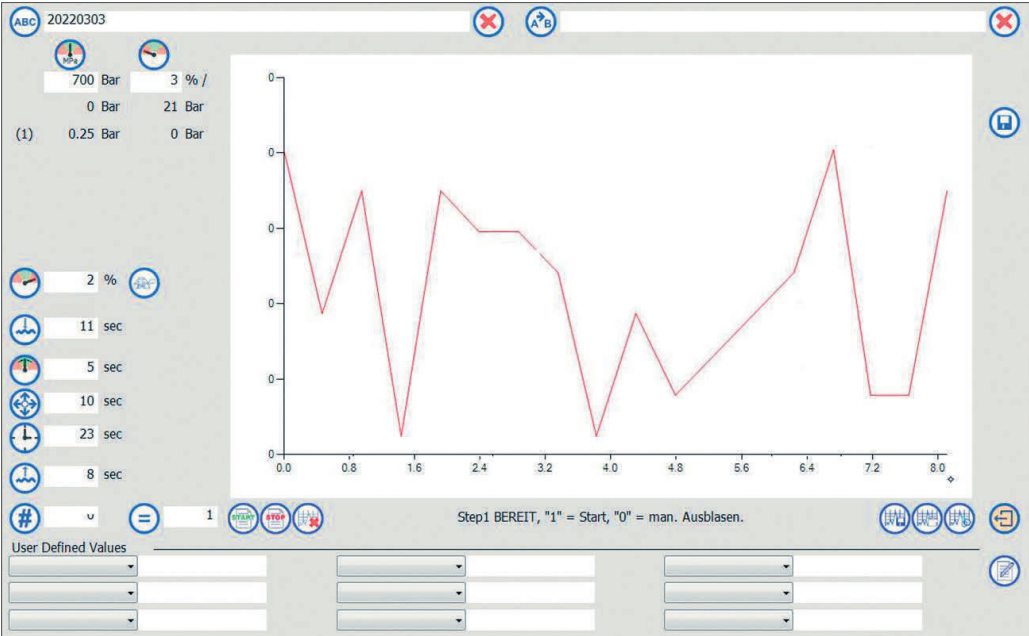 ABC 20220303 A B
MPa
700 Bar 3 % /
0 Bar 21 Bar
(1) 0.25 Bar 0 Bar
0
0
0
0
0
0
0.0 0.8 1.6 2.4 3.2 4.0 4.8 5.6 6.4 7.2 8.0
2 %
11 sec
5 sec
10 sec
23 sec
8 sec
# = 1 START STOP Step1 BEREIT, "1" = Start, "0" = man. Ausblasen.
User Defined Values